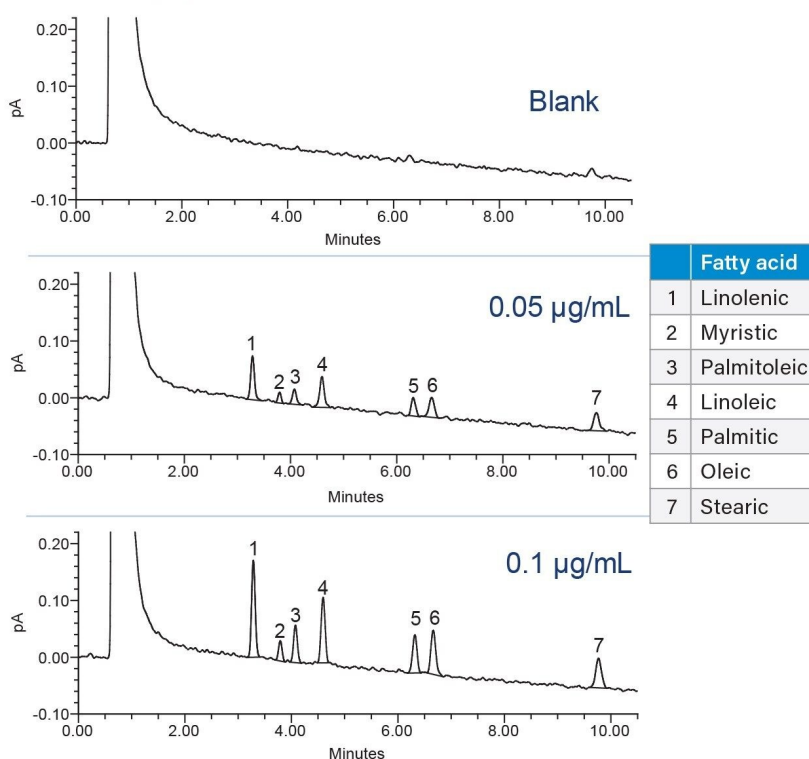 0.20
0.10
0.00
-0.10
pA
Blank
0.00 2.00 4.00 6.00 8.00 10.00
Minutes
0.20
0.10
0.00
-0.10
pA
0.05 µg/mL
1 2 3 4 5 6 7
0.00 2.00 4.00 6.00 8.00 10.00
Minutes
Fatty acid
1 Linolenic
2 Myristic
3 Palmitoleic
4 Linoleic
5 Palmitic
6 Oleic
7 Stearic
0.20
0.10
0.00
-0.10
pA
0.1 µg/mL
1 2 3 4 5 6 7
0.00 2.00 4.00 6.00 8.00 10.00
Minutes